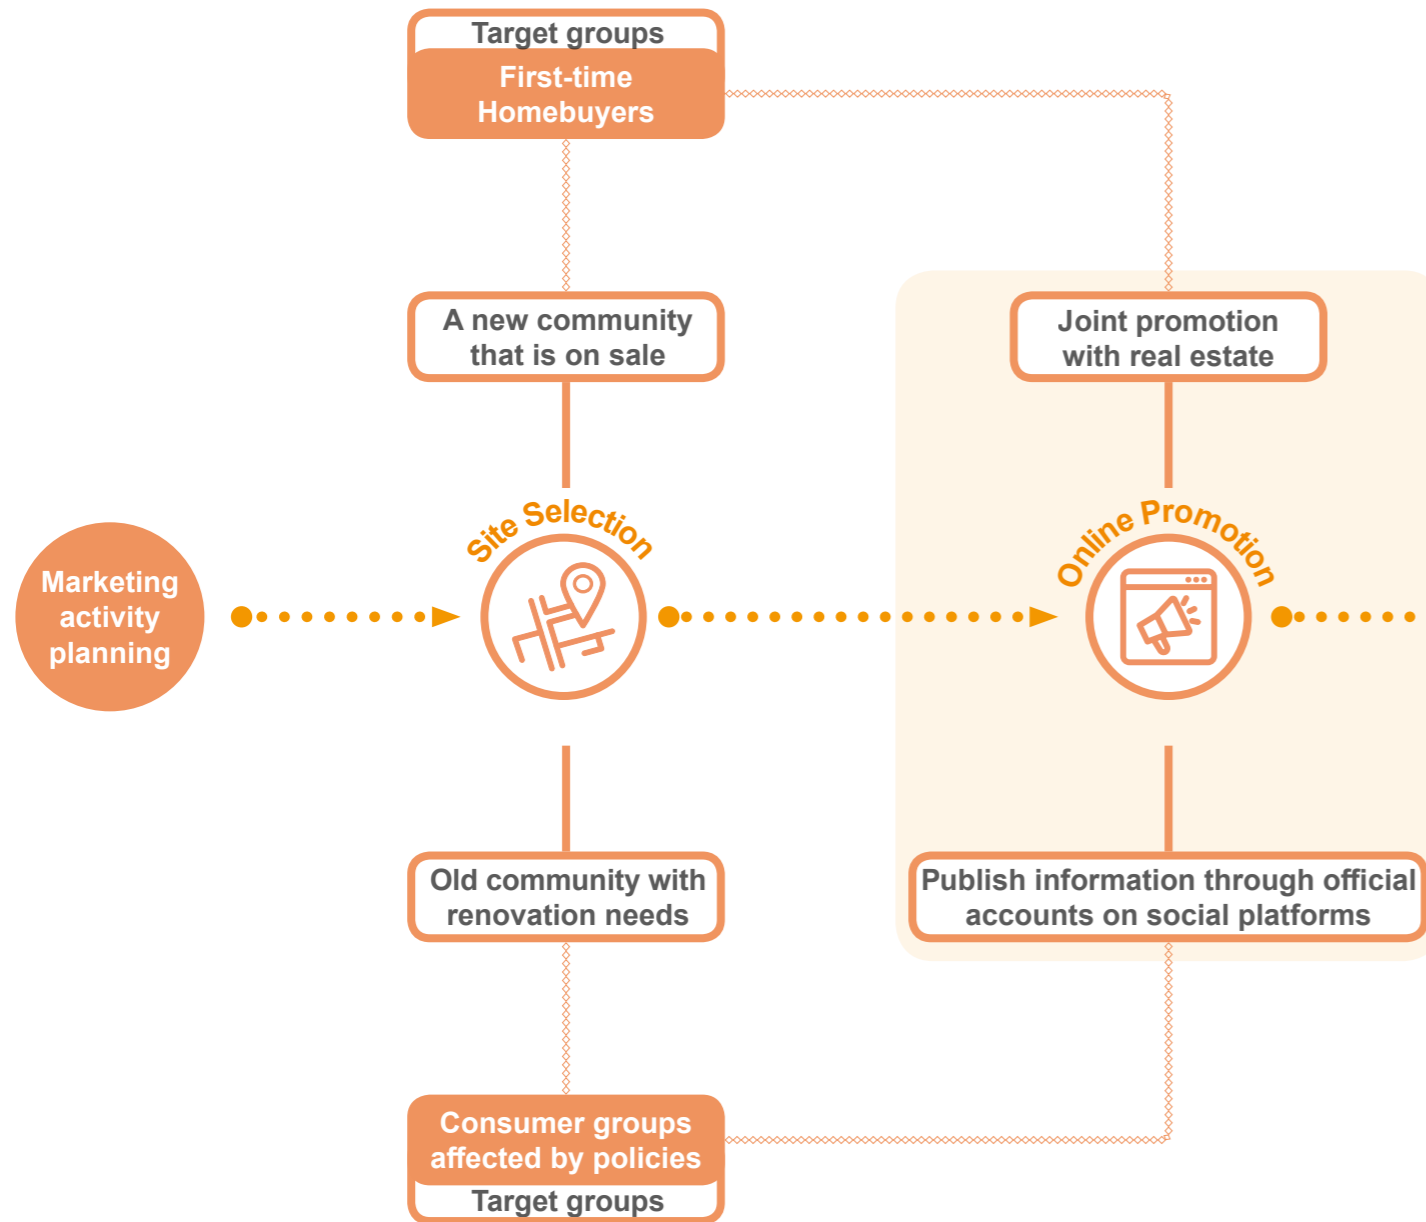 Target groups
First-time
Homebuyers
A new community
that is on sale
Joint promotion
with real estate
Site Selection
Online Promotion
Marketing
activity
planning
Old community with
renovation needs
Publish information through official
accounts on social platforms
Consumer groups
affected by policies
Target groups